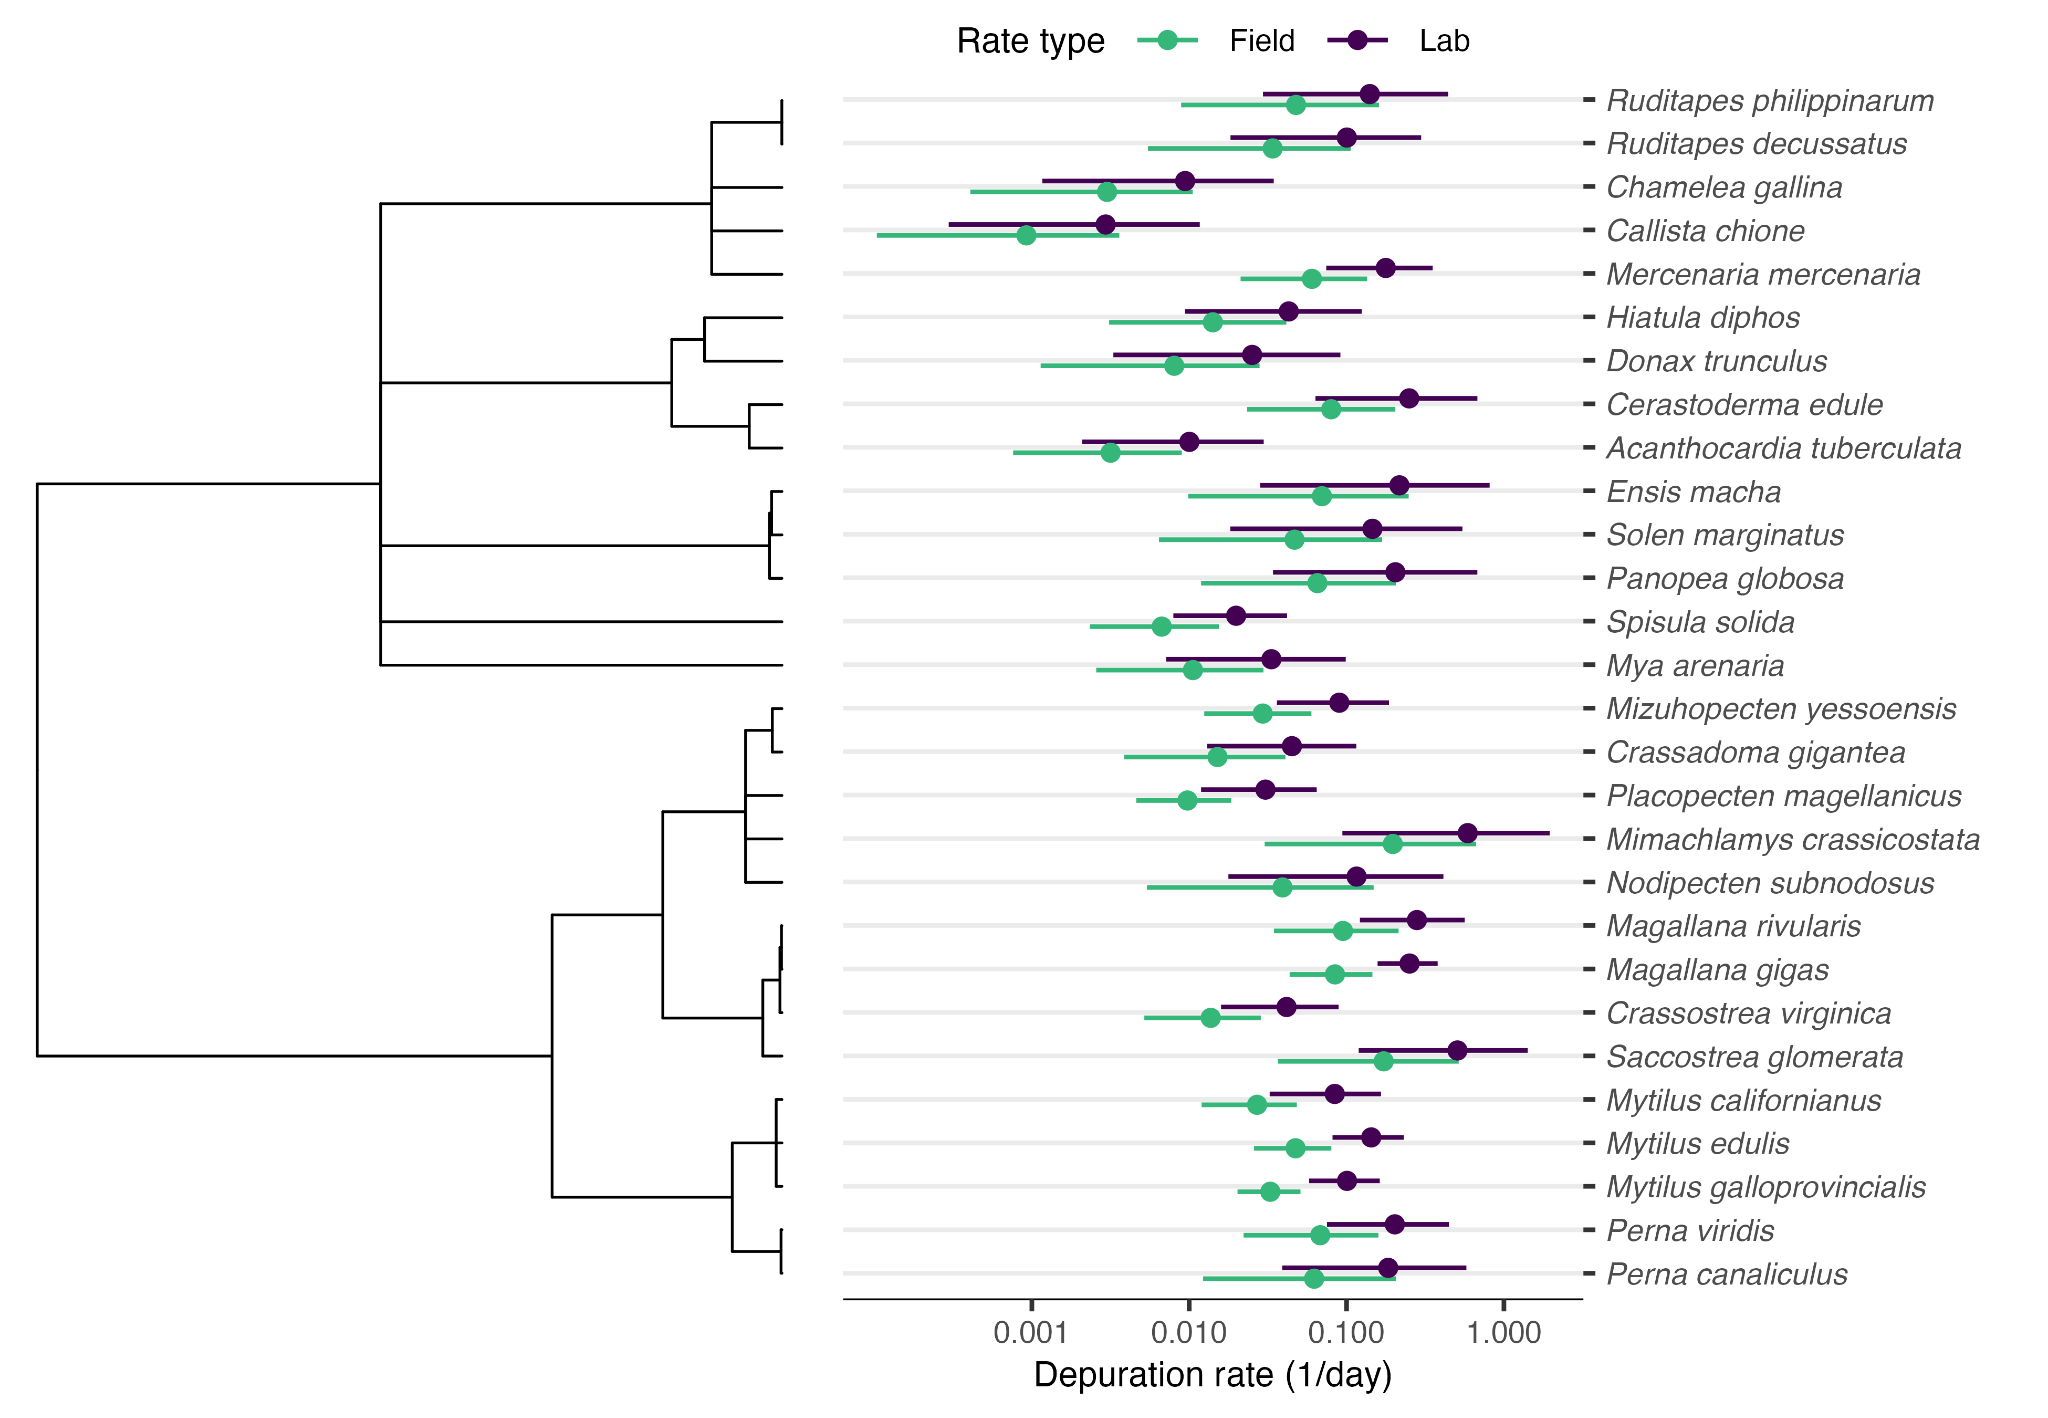 Rate type Field Lab
Ruditapes philippinarum
Ruditapes decussatus
Chamelea gallina
Callista chione
Mercenaria mercenaria
Hiatula diphos
Donax trunculus
Cerastoderma edule
Acanthocardia tuberculata
Ensis macha
Solen marginatus
Panopea globosa
Spisula solida
Mya arenaria
Mizuhopecten yessoensis
Crassadoma gigantea
Placopecten magellanicus
Mimachlamys crassicostata
Nodipecten subnodosus
Magallana rivularis
Magallana gigas
Crassostrea virginica
Saccostrea glomerata
Mytilus californianus
Mytilus edulis
Mytilus galloprovincialis
Perna viridis
Perna canaliculus
0.001 0.010 0.100 1.000
Depuration rate (1/day)